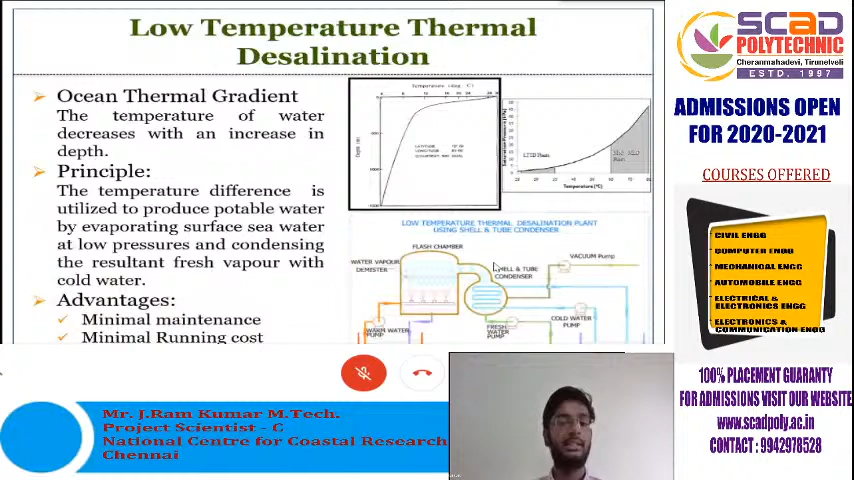 Low Temperature Thermal
Desalination
Ocean Thermal Gradient
The temperature of water
decreases with an increase in
depth.
Principle:
The temperature difference is
utilized to produce potable water
by evaporating surface sea water
at low pressures and condensing
the resultant fresh vapour with
cold water.
Advantages:
Minimal maintenance
Minimal Running cost
Temperature (deg. C)
LTTD Plants
Temperature (°C)
LOW TEMPERATURE THERMAL DESALINATION PLANT
USING SHELL & TUBE CONDENSER
FLASH CHAMBER
WATER VAPOUR
DEMISTER
VACUUM Pump
SHELL & TUBE
CONDENSER
WARM WATER
PUMP
FRESH
WATER
PUMP
COLD WATER
PUMP
Mr. J.Ram Kumar M.Tech.
Project Scientist - C
National Centre for Coastal Research
Chennai
SCAD
POLYTECHNIC
Cheranmahadevi, Tirunelveli
ESTD. 1997
ADMISSIONS OPEN
FOR 2020-2021
COURSES OFFERED
CIVIL ENGG
COMPUTER ENGG
MECHANICAL ENGG
AUTOMOBILE ENGG
ELECTRICAL &
ELECTRONICS ENGG
ELECTRONICS &
COMMUNICATION ENGG
100% PLACEMENT GUARANTY
FOR ADMISSIONS VISIT OUR WEBSITE
www.scadpoly.ac.in
CONTACT : 9942978528